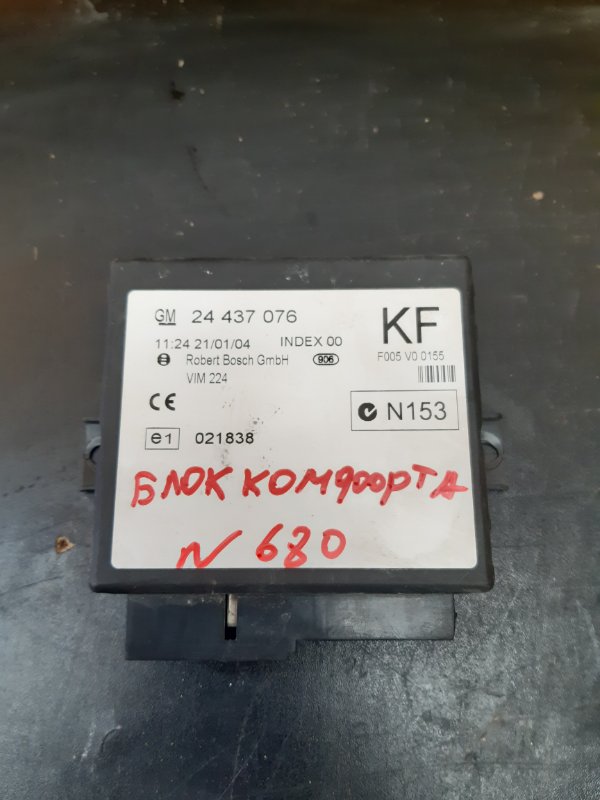 GM 24 437 076
KF
11:24 21/01/04 INDEX 00
Robert Bosch GmbH 906
F005 V0 0155
VIM 224
CE
N153
e1 021838
БЛОК КОМФОРТА
N 680